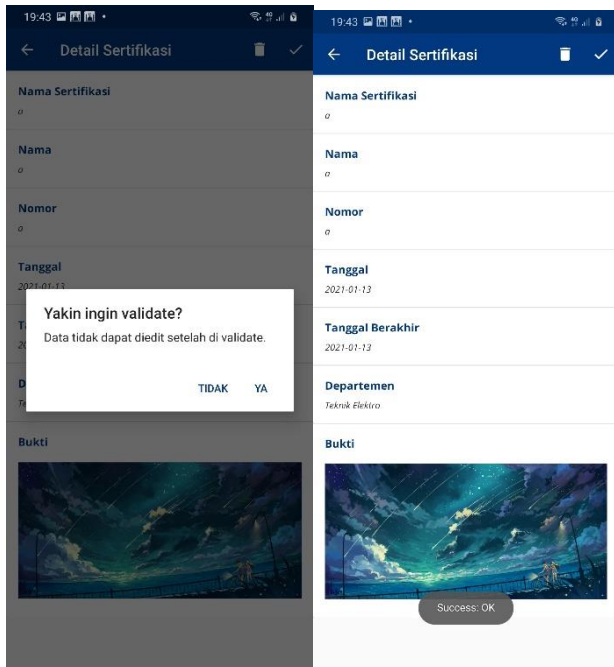 19:43
Detail Sertifikasi
Nama Sertifikasi
a
Nama
a
Nomor
a
Tanggal
2021-01-13
Yakin ingin validate?
Data tidak dapat diedit setelah di validate.
TIDAK YA
Bukti
19:43
Detail Sertifikasi
Nama Sertifikasi
a
Nama
a
Nomor
a
Tanggal
2021-01-13
Tanggal Berakhir
2021-01-13
Departemen
Teknik Elektro
Bukti
Success: OK